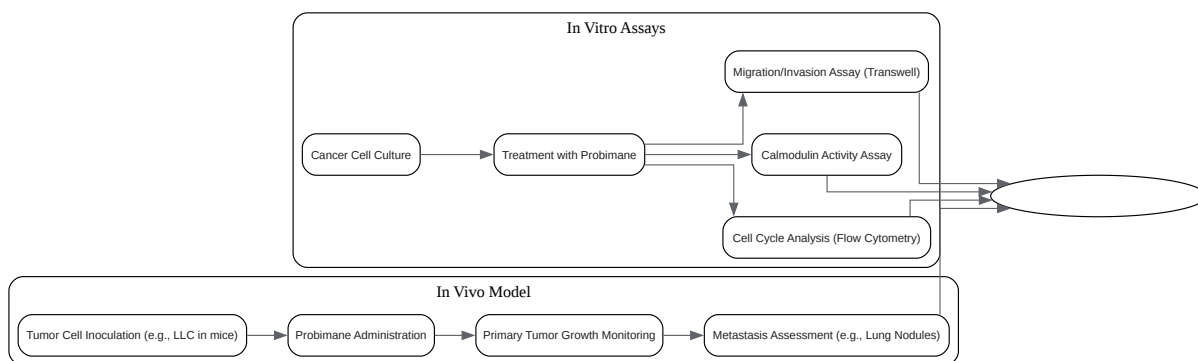 In Vitro Assays
Migration/Invasion Assay (Transwell)
Cancer Cell Culture
Treatment with Probimane
Calmodulin Activity Assay
Cell Cycle Analysis (Flow Cytometry)
In Vivo Model
Tumor Cell Inoculation (e.g., LLC in mice)
Probimane Administration
Primary Tumor Growth Monitoring
Metastasis Assessment (e.g., Lung Nodules)